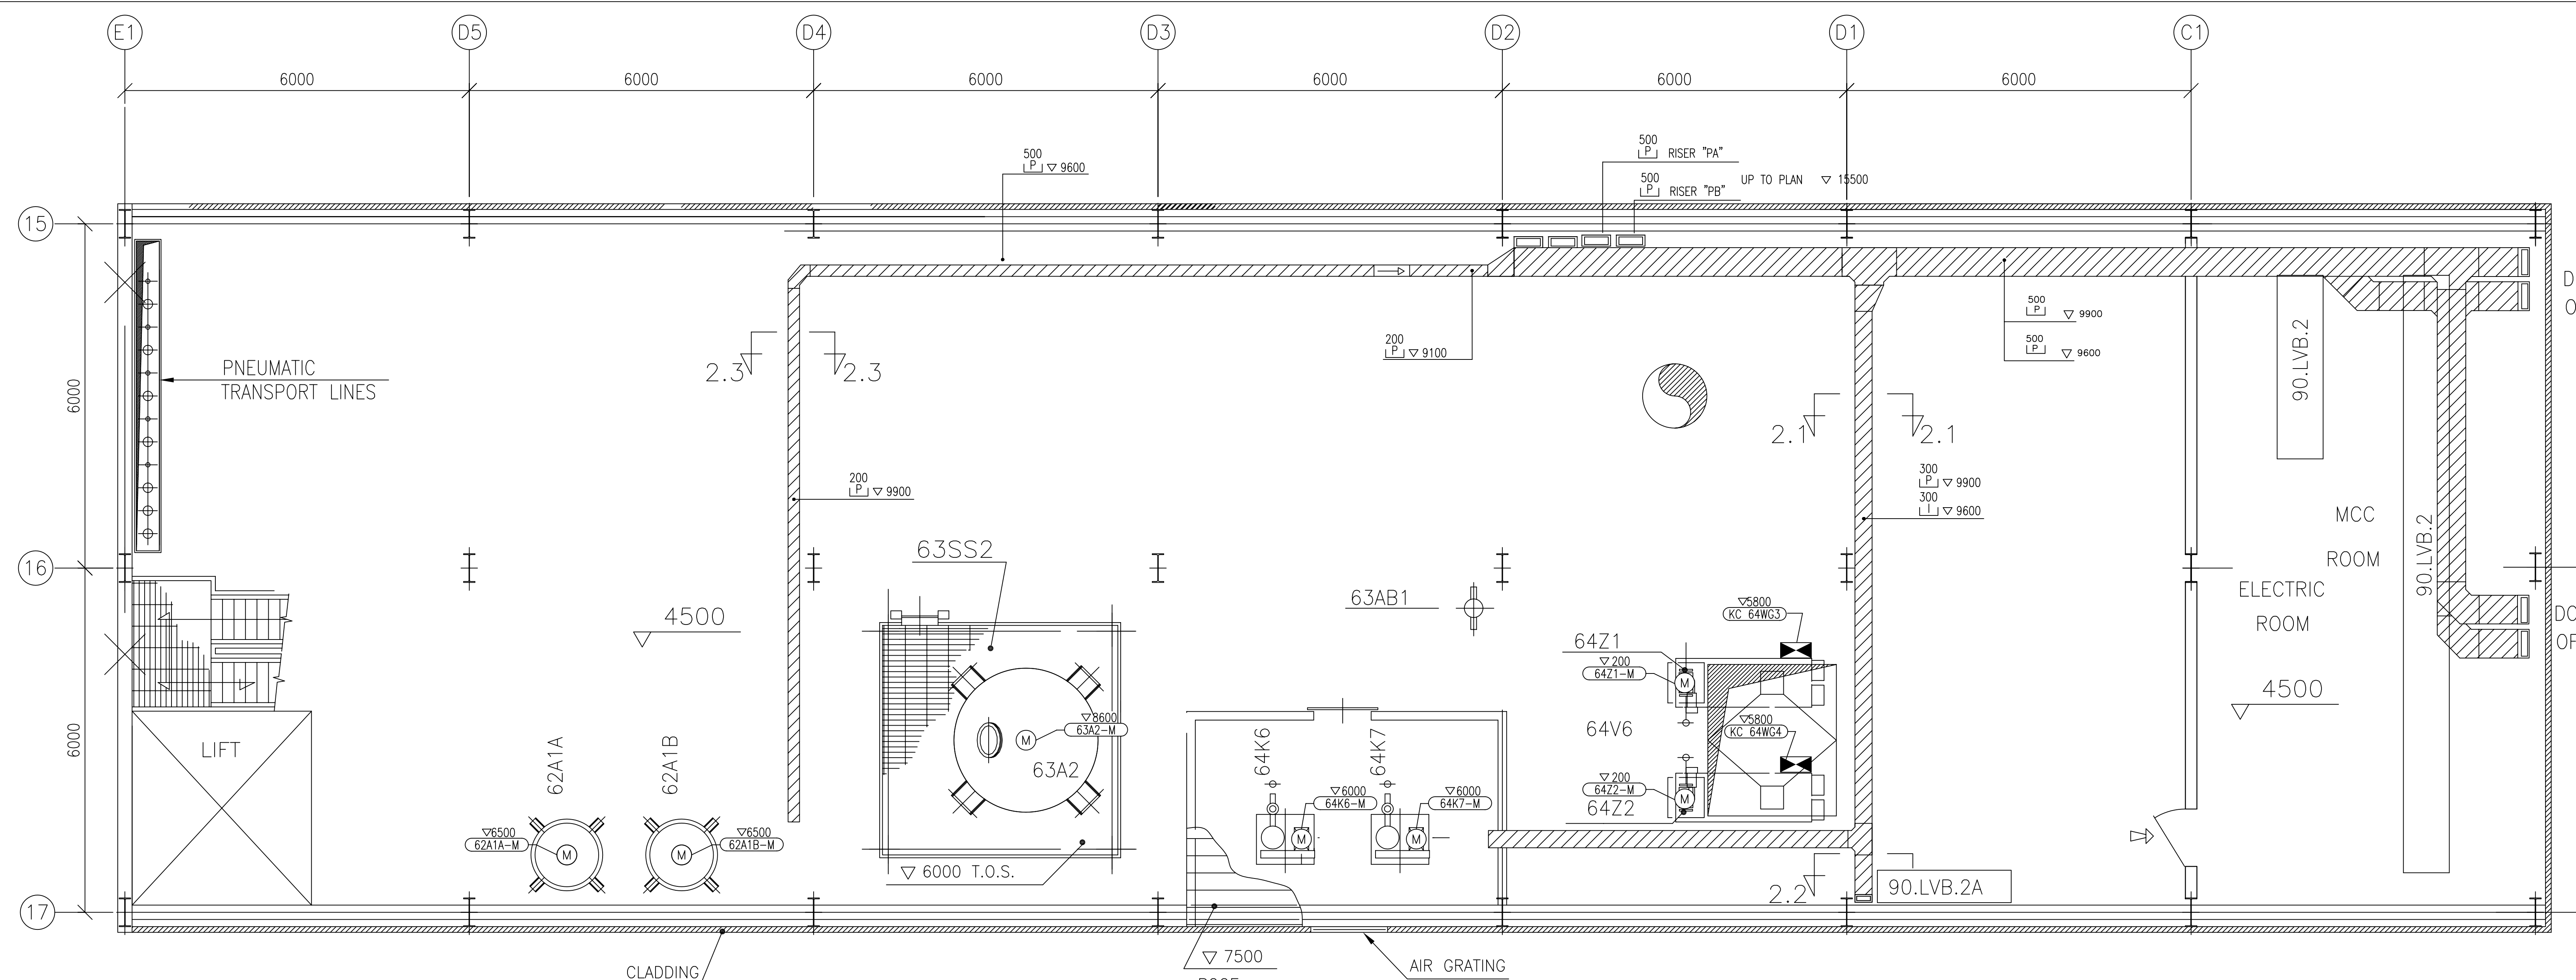 E1
D5
D4
D3
D2
D1
C1
6000
6000
6000
6000
6000
6000
500
P ▽ 9600
500
P RISER "PA"
500
P RISER "PB"
UP TO PLAN ▽ 15500
15
16
17
6000
6000
PNEUMATIC
TRANSPORT LINES
2.3
2.3
200
P ▽ 9100
500
P ▽ 9900
500
P ▽ 9600
90.LVB.2
2.1
2.1
200
P ▽ 9900
300
P ▽ 9900
300
I ▽ 9600
MCC
ROOM
90.LVB.2
ELECTRIC
ROOM
▽ 4500
63SS2
▽ 4500
63AB1
▽5800
KC 64WG3
64Z1
▽200
64Z1-M
M
64V6
▽5800
KC 64WG4
▽200
64Z2-M
M
64Z2
LIFT
62A1A
62A1B
▽6500
62A1A-M
M
M
▽6500
62A1B-M
▽8600
63A2-M
M
63A2
▽ 6000 T.O.S.
64K6
64K7
▽6000
64K6-M
M
▽6000
64K7-M
M
2.2
90.LVB.2A
CLADDING
▽ 7500
AIR GRATING